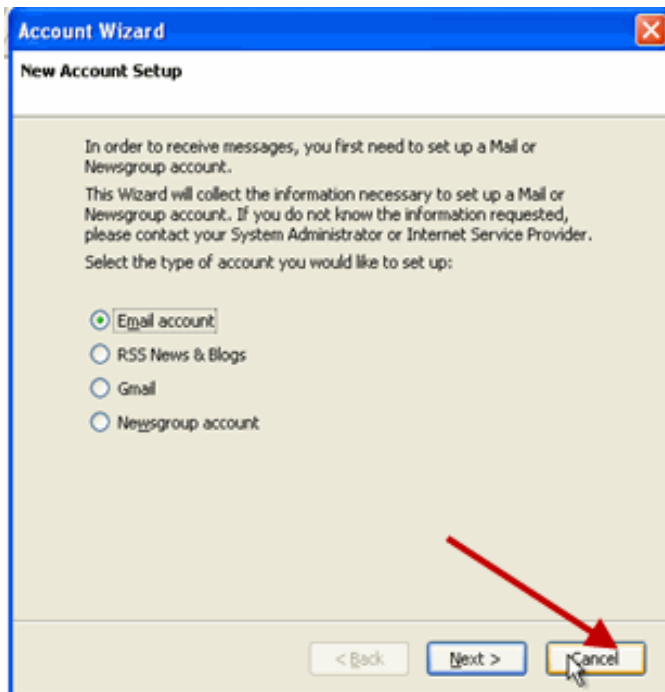 Account Wizard
New Account Setup
In order to receive messages, you first need to set up a Mail or
Newsgroup account.
This Wizard will collect the information necessary to set up a Mail or
Newsgroup account. If you do not know the information requested,
please contact your System Administrator or Internet Service Provider.
Select the type of account you would like to set up:
Email account
RSS News & Blogs
Gmail
Newsgroup account
< Back Next > Cancel